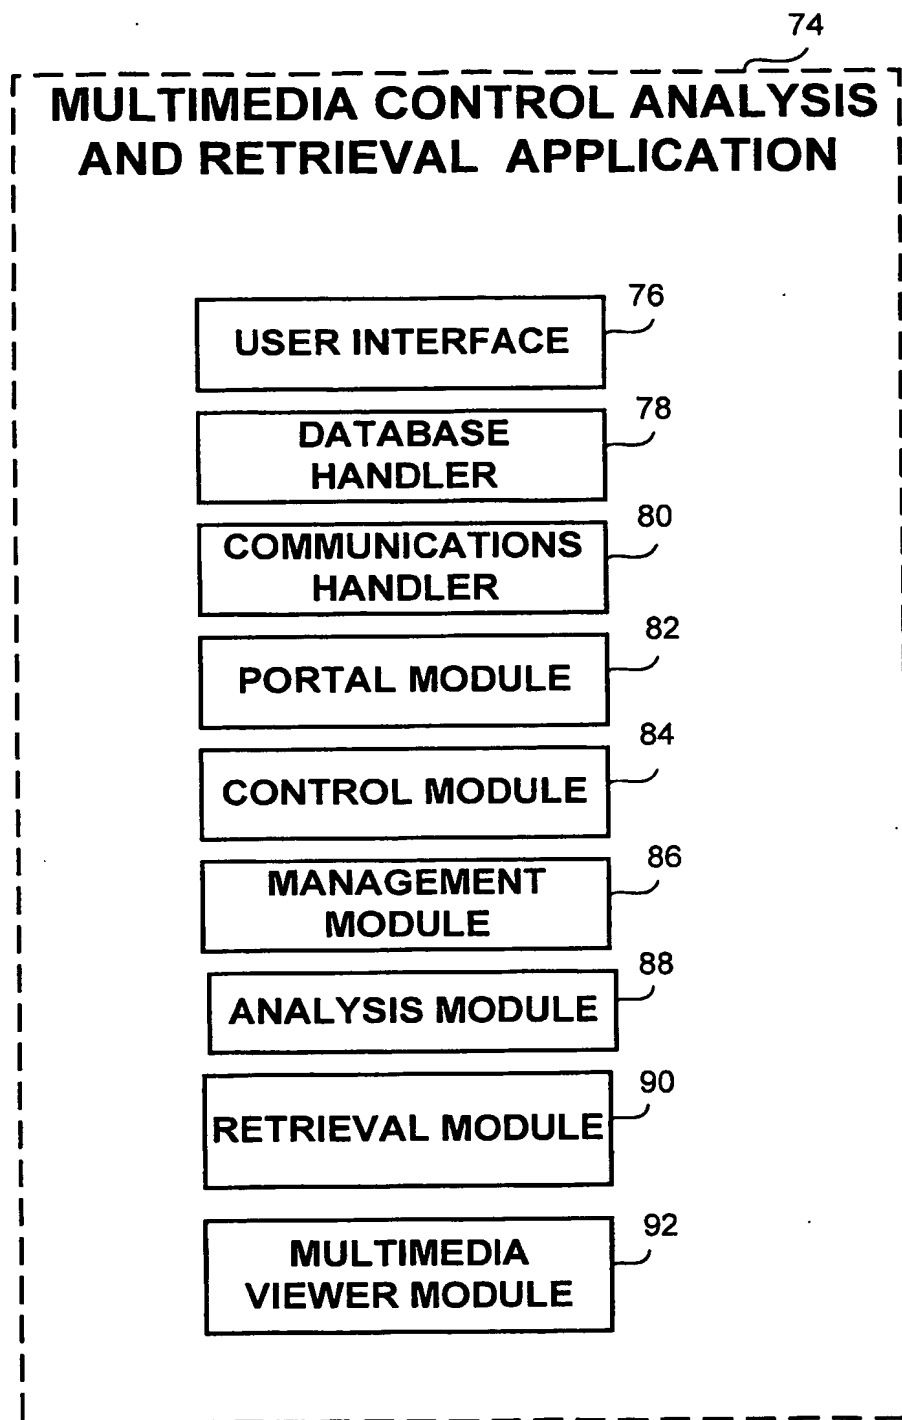 74
MULTIMEDIA CONTROL ANALYSIS
AND RETRIEVAL APPLICATION
76
USER INTERFACE
78
DATABASE
HANDLER
80
COMMUNICATIONS
HANDLER
82
PORTAL MODULE
84
CONTROL MODULE
86
MANAGEMENT
MODULE
88
ANALYSIS MODULE
90
RETRIEVAL MODULE
92
MULTIMEDIA
VIEWER MODULE